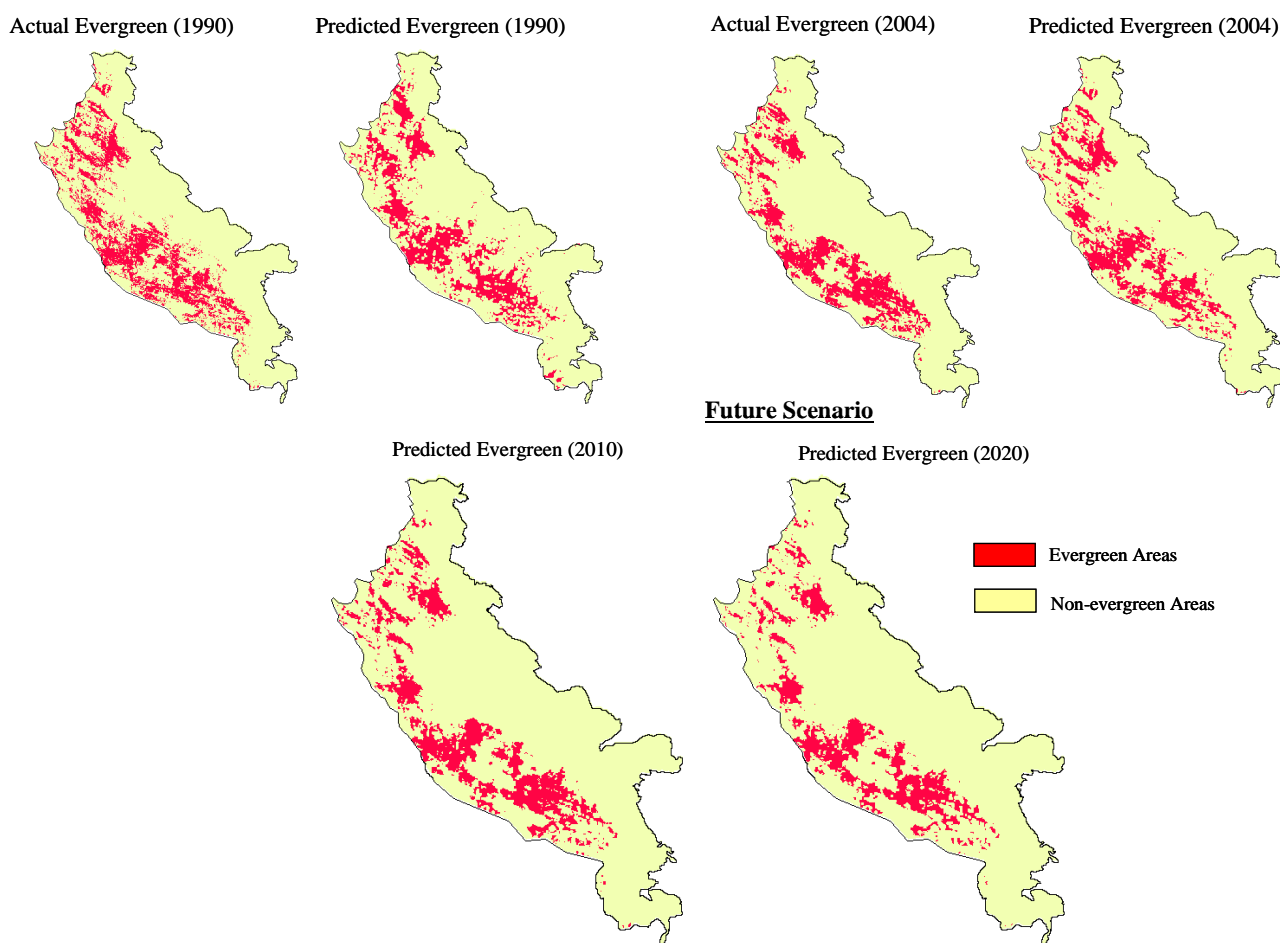 Actual Evergreen (1990)
Predicted Evergreen (1990)
Actual Evergreen (2004)
Predicted Evergreen (2004)
Future Scenario
Predicted Evergreen (2010)
Predicted Evergreen (2020)
Evergreen Areas
Non-evergreen Areas